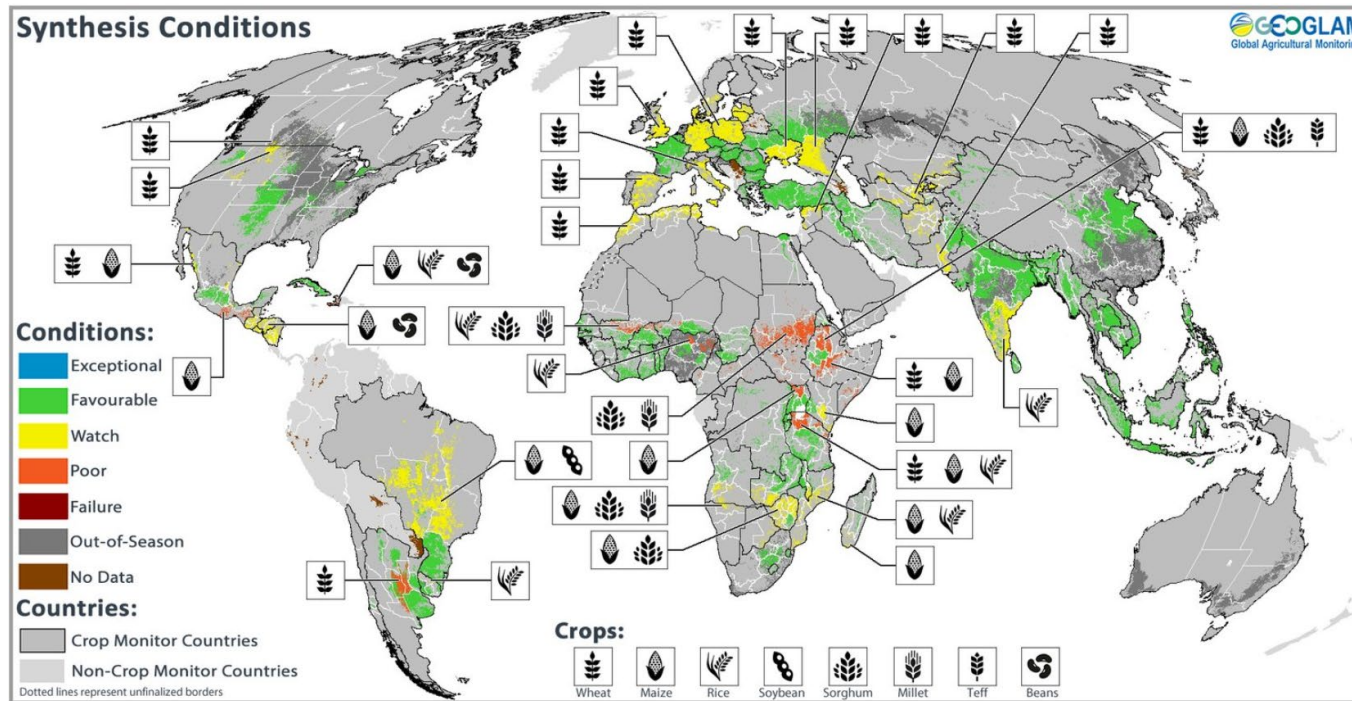 Synthesis Conditions
GEOGLAM
Global Agricultural Monitoring
Conditions:
Exceptional
Favourable
Watch
Poor
Failure
Out-of-Season
No Data
Countries:
Crop Monitor Countries
Non-Crop Monitor Countries
Dotted lines represent unfinalized borders
Crops:
Wheat
Maize
Rice
Soybean
Sorghum
Millet
Teff
Beans